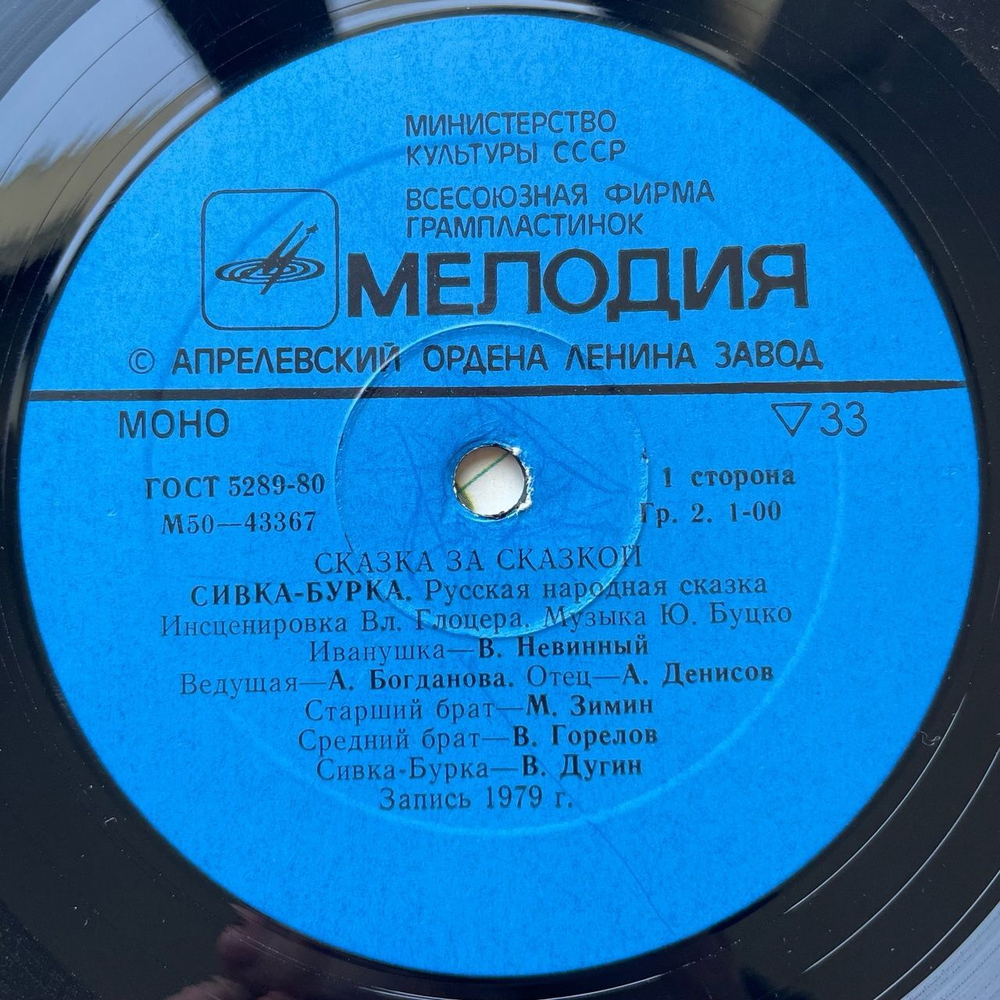 МИНИСТЕРСТВО
КУЛЬТУРЫ СССР
ВСЕСОЮЗНАЯ ФИРМА
ГРАМПЛАСТИНОК
МЕЛОДИЯ
© АПРЕЛЕВСКИЙ ОРДЕНА ЛЕНИНА ЗАВОД
МОНО ▽33
ГОСТ 5289-80 1 сторона
М50—43367 Гр. 2. 1-00
СКАЗКА ЗА СКАЗКОЙ
СИВКА-БУРКА. Русская народная сказка
Инсценировка Вл. Глоцера. Музыка Ю. Буцко
Иванушка—В. Невинный
Ведущая—А. Богданова. Отец—А. Денисов
Старший брат—М. Зимин
Средний брат—В. Горелов
Сивка-Бурка—В. Дугин
Запись 1979 г.